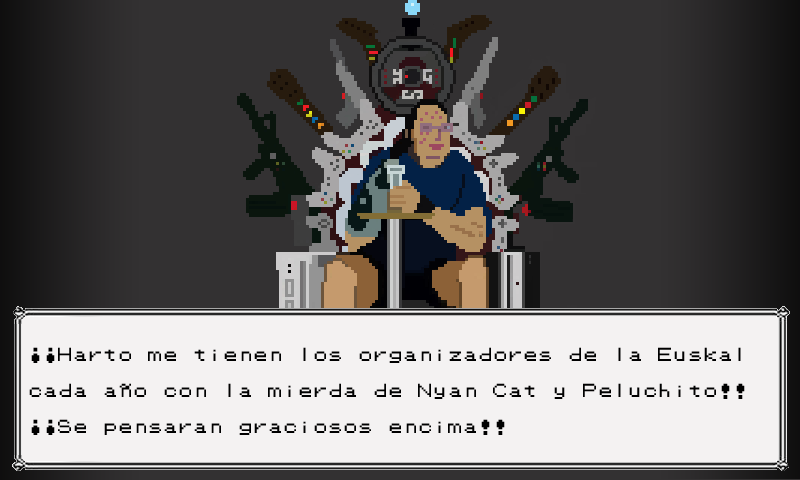 ¡¡Harto me tienen los organizadores de la Euskal
cada año con la mierda de Nyan Cat y Peluchito!!
¡¡Se pensaran graciosos encima!!